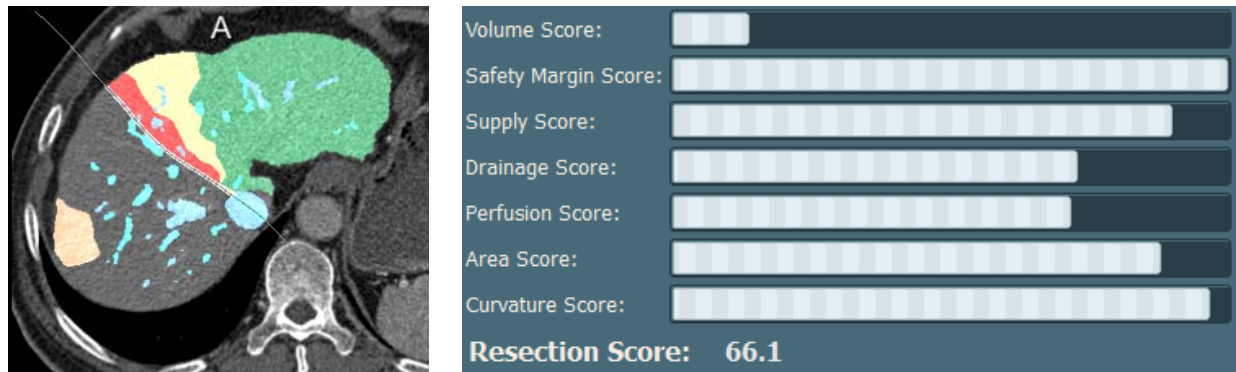 A
Volume Score:
Safety Margin Score:
Supply Score:
Drainage Score:
Perfusion Score:
Area Score:
Curvature Score:
Resection Score: 66.1